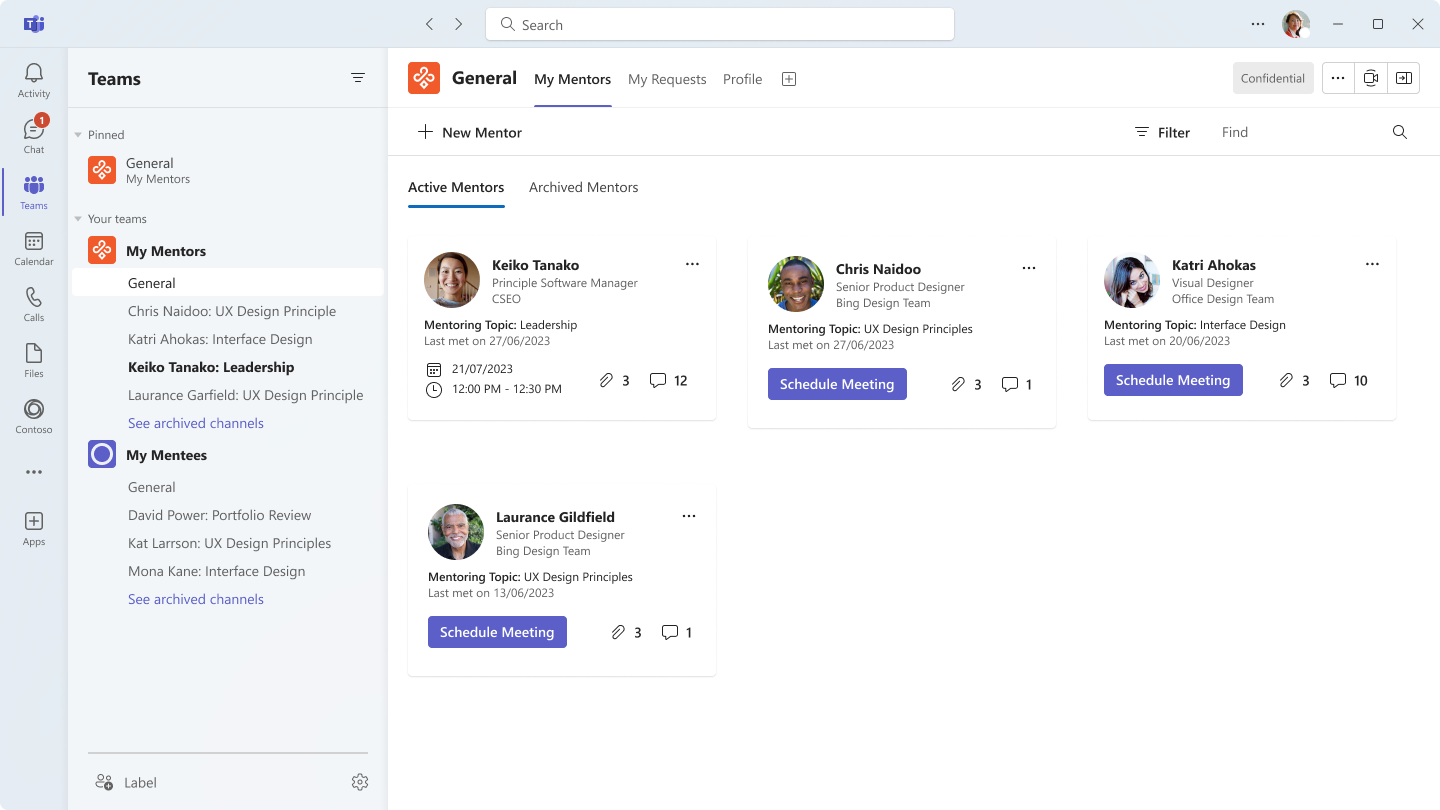 Search
Activity
1
Chat
Teams
Calendar
Calls
Files
Contoso
Apps
Teams
Pinned
General
My Mentors
Your teams
My Mentors
General
Chris Naidoo: UX Design Principle
Katri Ahokas: Interface Design
Keiko Tanako: Leadership
Laurance Garfield: UX Design Principle
See archived channels
My Mentees
General
David Power: Portfolio Review
Kat Larrson: UX Design Principles
Mona Kane: Interface Design
See archived channels
Label
General
My Mentors
My Requests
Profile
Confidential
New Mentor
Filter
Find
Active Mentors
Archived Mentors
Keiko Tanako
Principle Software Manager
CSEO
Mentoring Topic: Leadership
Last met on 27/06/2023
21/07/2023
12:00 PM - 12:30 PM
3
12
Chris Naidoo
Senior Product Designer
Bing Design Team
Mentoring Topic: UX Design Principles
Last met on 27/06/2023
Schedule Meeting
3
1
Katri Ahokas
Visual Designer
Office Design Team
Mentoring Topic: Interface Design
Last met on 20/06/2023
Schedule Meeting
3
10
Laurance Gildfield
Senior Product Designer
Bing Design Team
Mentoring Topic: UX Design Principles
Last met on 13/06/2023
Schedule Meeting
3
1